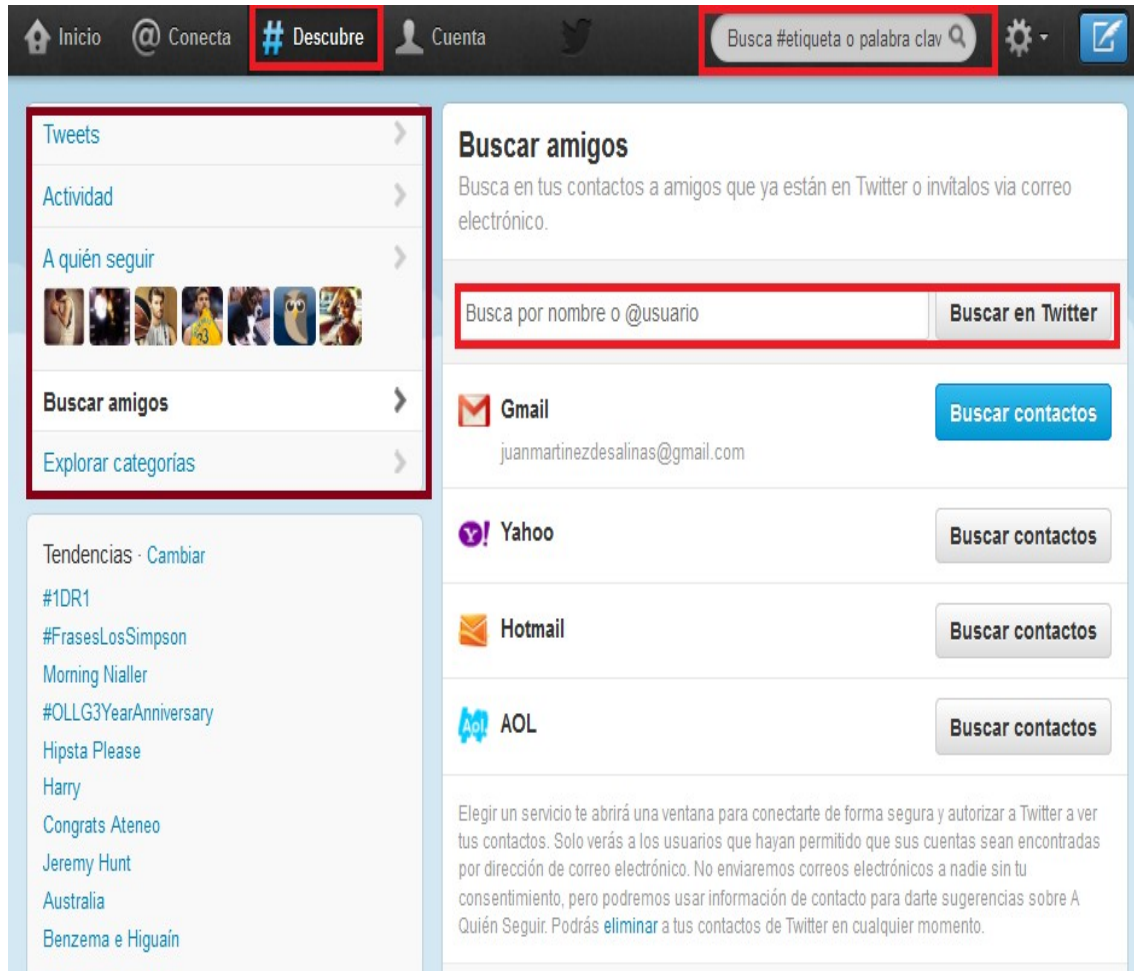 Inicio @ Conecta # Descubre Cuenta Busca #etiqueta o palabra clav
Tweets
Actividad
A quién seguir
Buscar amigos
Explorar categorías
Tendencias · Cambiar
#1DR1
#FrasesLosSimpson
Morning Nialler
#OLLG3YearAnniversary
Hipsta Please
Harry
Congrats Ateneo
Jeremy Hunt
Australia
Benzema e Higuaín
Buscar amigos
Busca en tus contactos a amigos que ya están en Twitter o invítalos via correo
electrónico.
Busca por nombre o @usuario Buscar en Twitter
Gmail Buscar contactos
juanmartinezdesalinas@gmail.com
Y! Yahoo Buscar contactos
Hotmail Buscar contactos
Aol AOL Buscar contactos
Elegir un servicio te abrirá una ventana para conectarte de forma segura y autorizar a Twitter a ver
tus contactos. Solo verás a los usuarios que hayan permitido que sus cuentas sean encontradas
por dirección de correo electrónico. No enviaremos correos electrónicos a nadie sin tu
consentimiento, pero podremos usar información de contacto para darte sugerencias sobre A
Quién Seguir. Podrás eliminar a tus contactos de Twitter en cualquier momento.